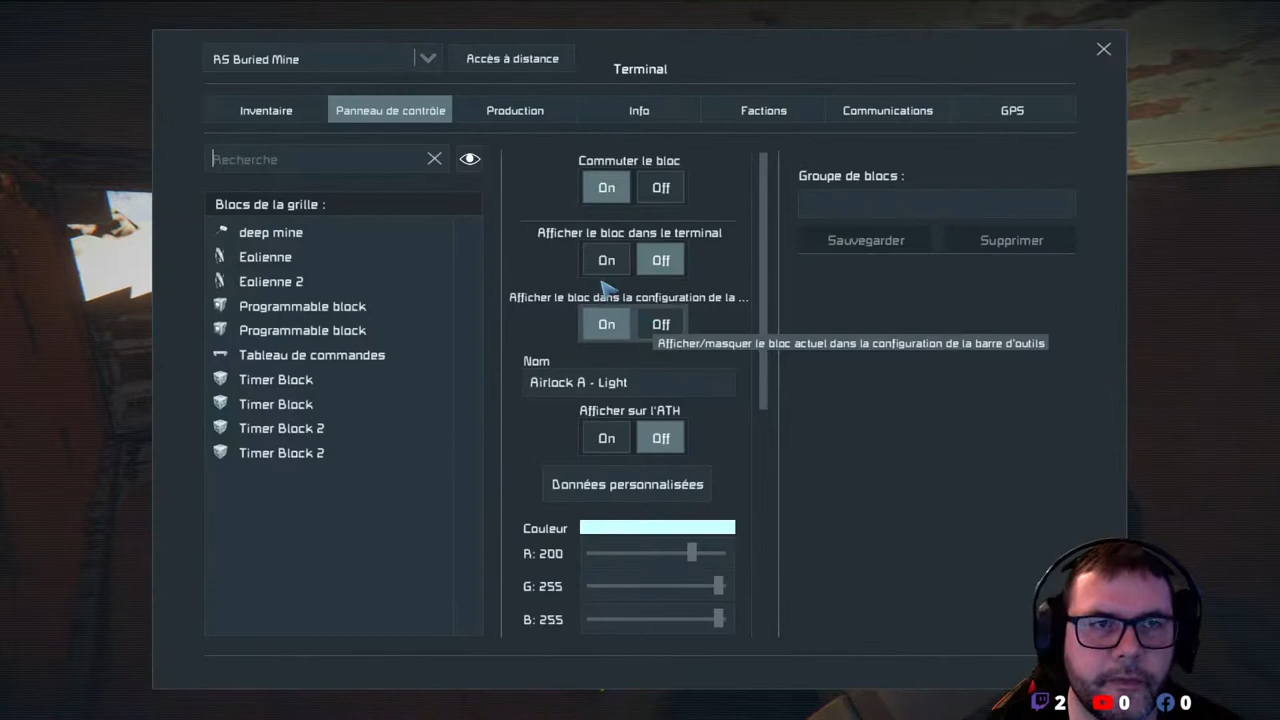 RS Buried Mine
Accès à distance
Terminal
Inventaire
Panneau de contrôle
Production
Info
Factions
Communications
GPS
Recherche
Blocs de la grille :
deep mine
Eolienne
Eolienne 2
Programmable block
Programmable block
Tableau de commandes
Timer Block
Timer Block
Timer Block 2
Timer Block 2
Commuter le bloc
On Off
Afficher le bloc dans le terminal
On Off
Afficher le bloc dans la configuration de la ...
On Off
Afficher/masquer le bloc actuel dans la configuration de la barre d'outils
Nom
Airlock A - Light
Afficher sur l'ATH
On Off
Données personnalisées
Couleur
R: 200
G: 255
B: 255
Groupe de blocs :
Sauvegarder
Supprimer
2 0 0